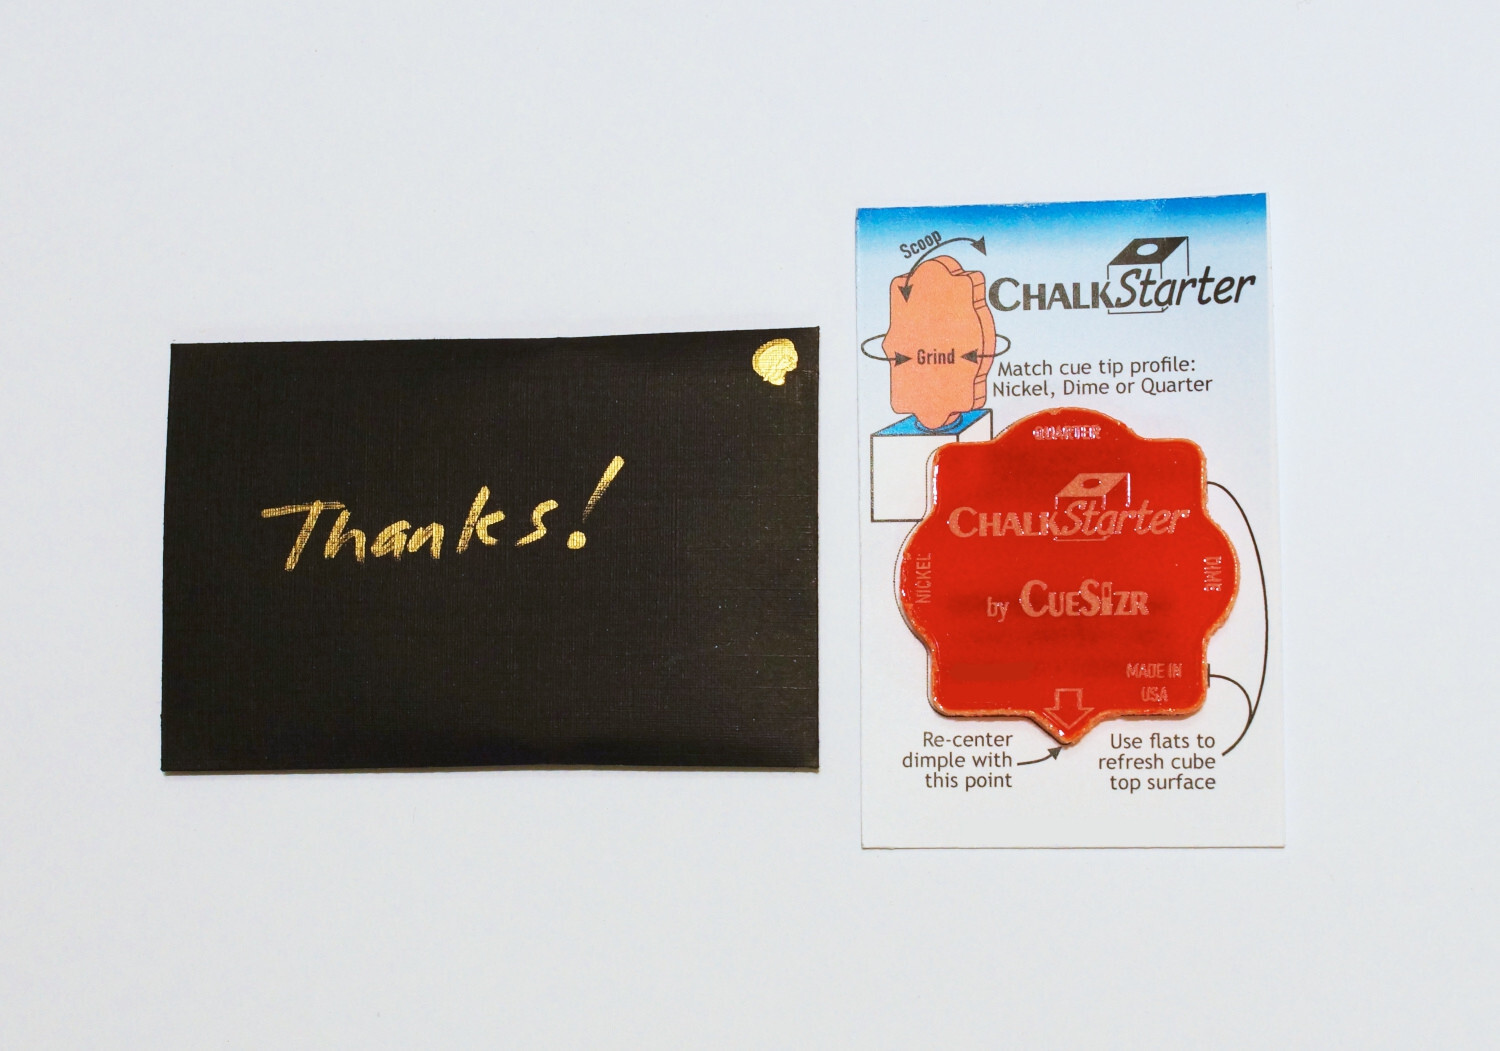 Thanks!
Scoop
CHALKStarter
Grind
Match cue tip profile:
Nickel, Dime or Quarter
QUARTER
CHALKStarter
NICKEL
DIME
by CUESIZR
MADE IN
USA
Re-center
dimple with
this point
Use flats to
refresh cube
top surface